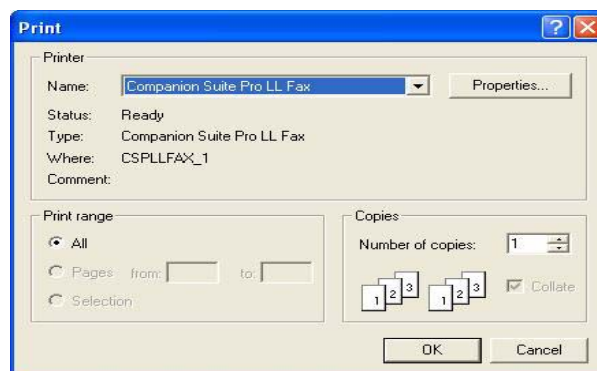 Print
Printer
Name: Companion Suite Pro LL Fax Properties...
Status: Ready
Type: Companion Suite Pro LL Fax
Where: CSPLLFAX_1
Comment:
Print range
All
Pages from: to:
Selection
Copies
Number of copies: 1
1 2 3 1 2 3 Collate
OK Cancel